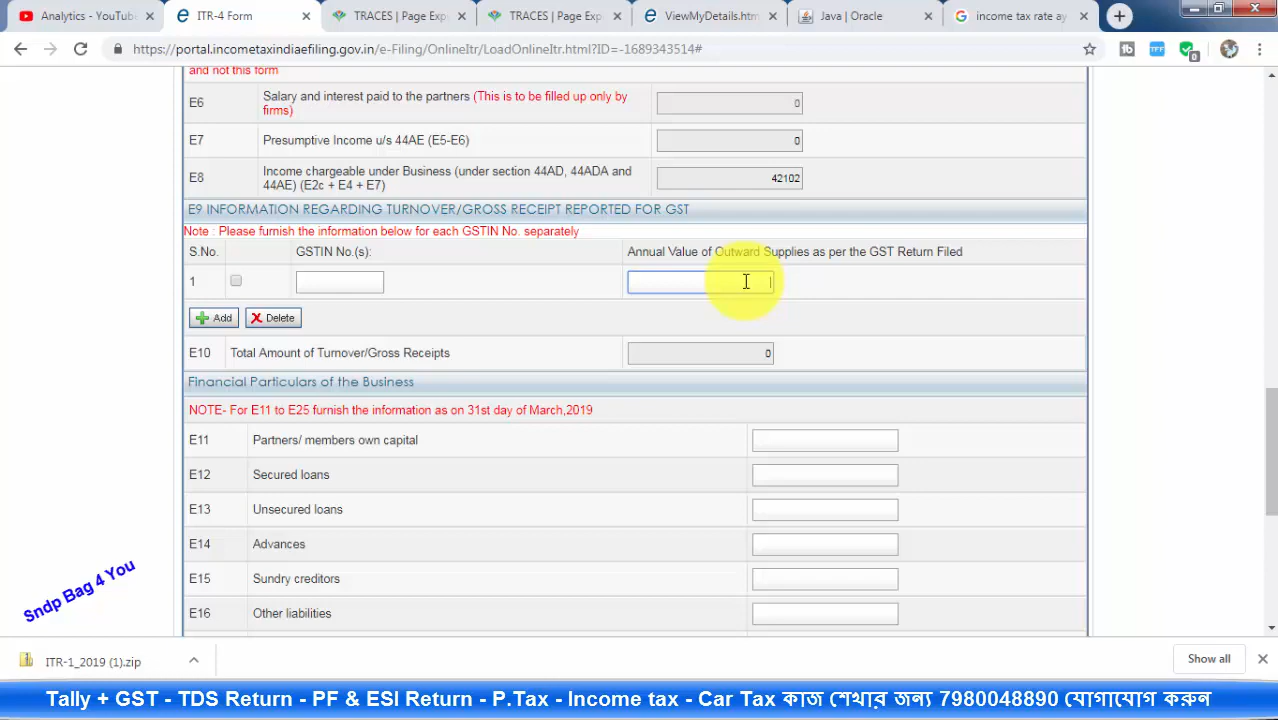 Analytics - YouTube
ITR-4 Form
TRACES | Page Exp
TRACES | Page Exp
ViewMyDetails.htm
Java | Oracle
income tax rate ay
https://portal.incometaxindiaefiling.gov.in/e-Filing/OnlineItr/LoadOnlineItr.html?ID=-1689343514#
and not this form
E6 Salary and interest paid to the partners (This is to be filled up only by firms) 0
E7 Presumptive Income u/s 44AE (E5-E6) 0
E8 Income chargeable under Business (under section 44AD, 44ADA and 44AE) (E2c + E4 + E7) 42102
E9 INFORMATION REGARDING TURNOVER/GROSS RECEIPT REPORTED FOR GST
Note : Please furnish the information below for each GSTIN No. separately
S.No. GSTIN No.(s): Annual Value of Outward Supplies as per the GST Return Filed
1
Add Delete
E10 Total Amount of Turnover/Gross Receipts 0
Financial Particulars of the Business
NOTE- For E11 to E25 furnish the information as on 31st day of March,2019
E11 Partners/ members own capital
E12 Secured loans
E13 Unsecured loans
E14 Advances
E15 Sundry creditors
E16 Other liabilities
Sndp Bag 4 You
ITR-1_2019 (1).zip
Show all
Tally + GST - TDS Return - PF & ESI Return - P.Tax - Income tax - Car Tax কাজ শেখার জন্য 7980048890 যোগাযোগ করুন